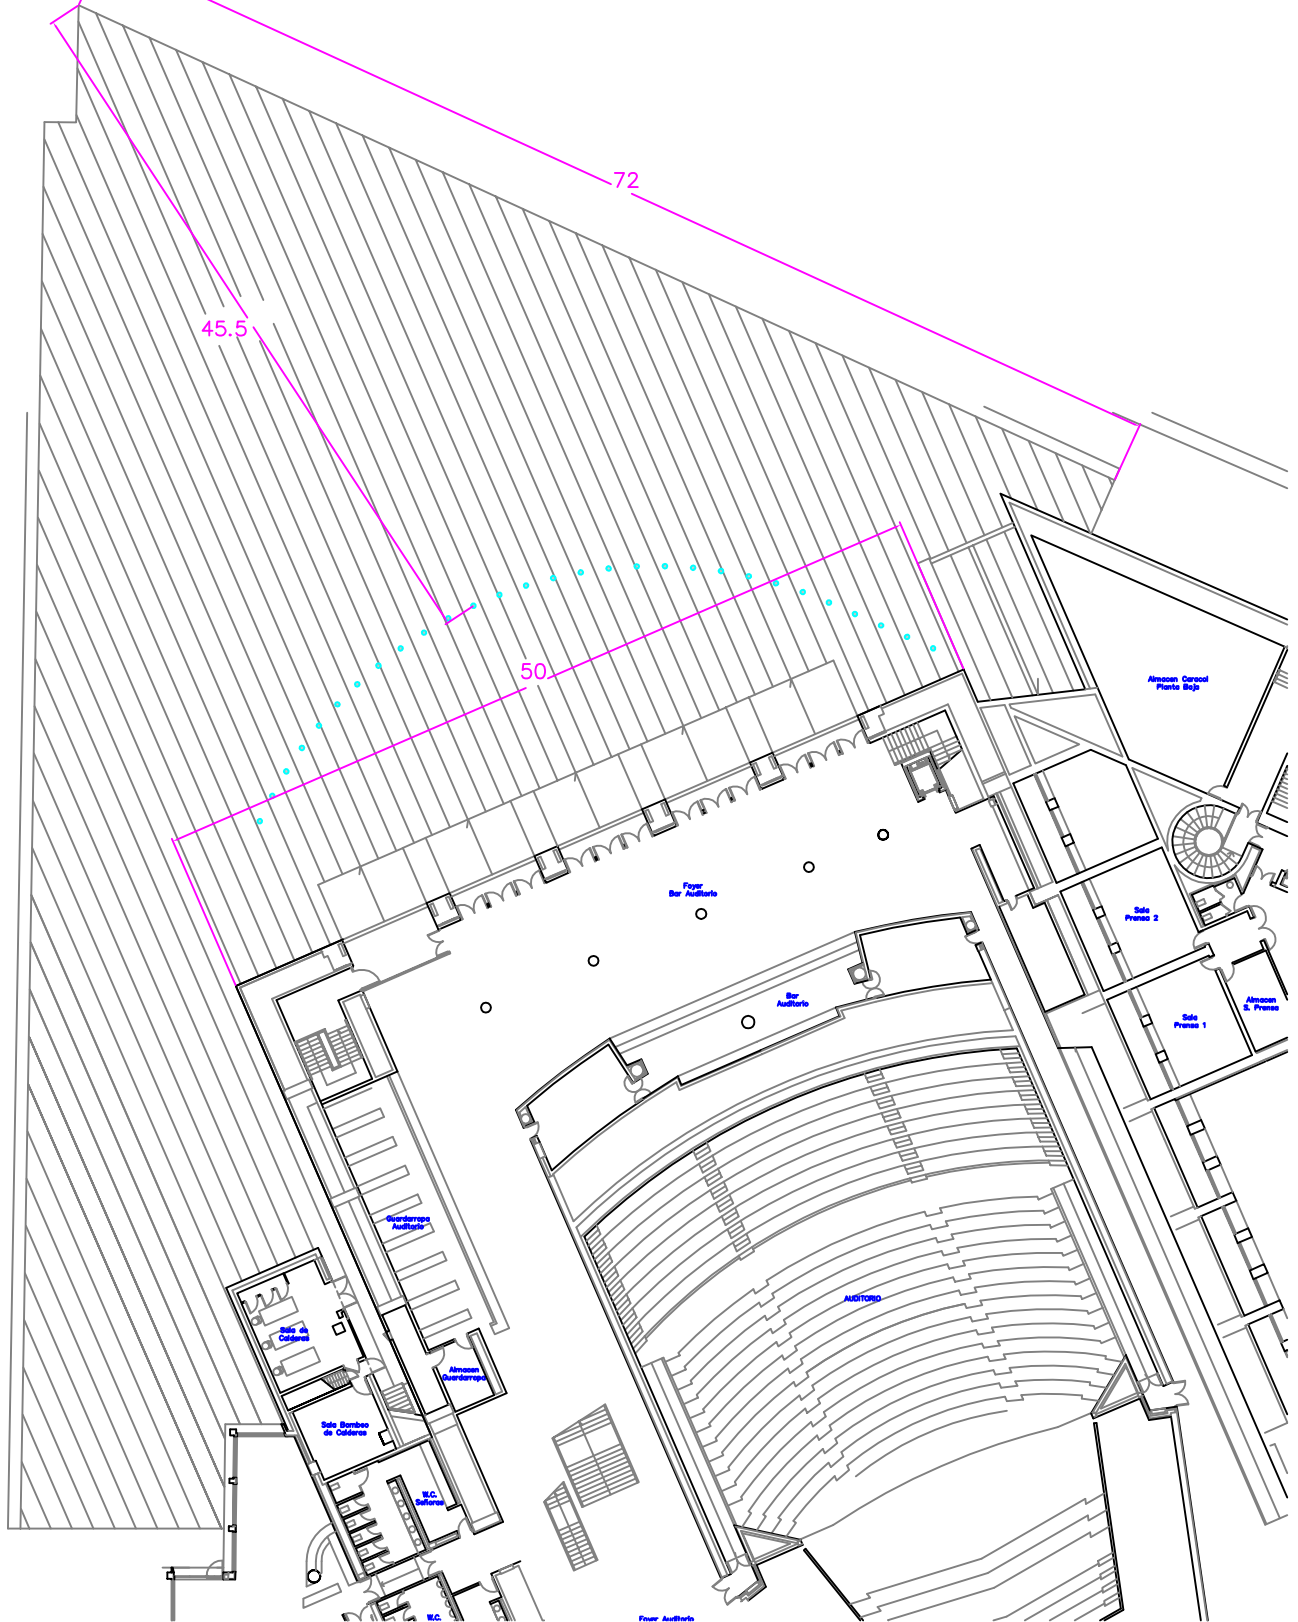 72
45.5
50
Almacen Caracol
Planta Baja
Foyer
Bar Auditorio
Sala
Prensa 2
Bar
Auditorio
Almacen
S. Prensa
Sala
Prensa 1
Guardarropa
Auditorio
AUDITORIO
Sala de
Calderas
Almacen
Guardarropa
Sala Bombeo
de Calderas
W.C.
Señoras
W.C.
Foyer Auditorio